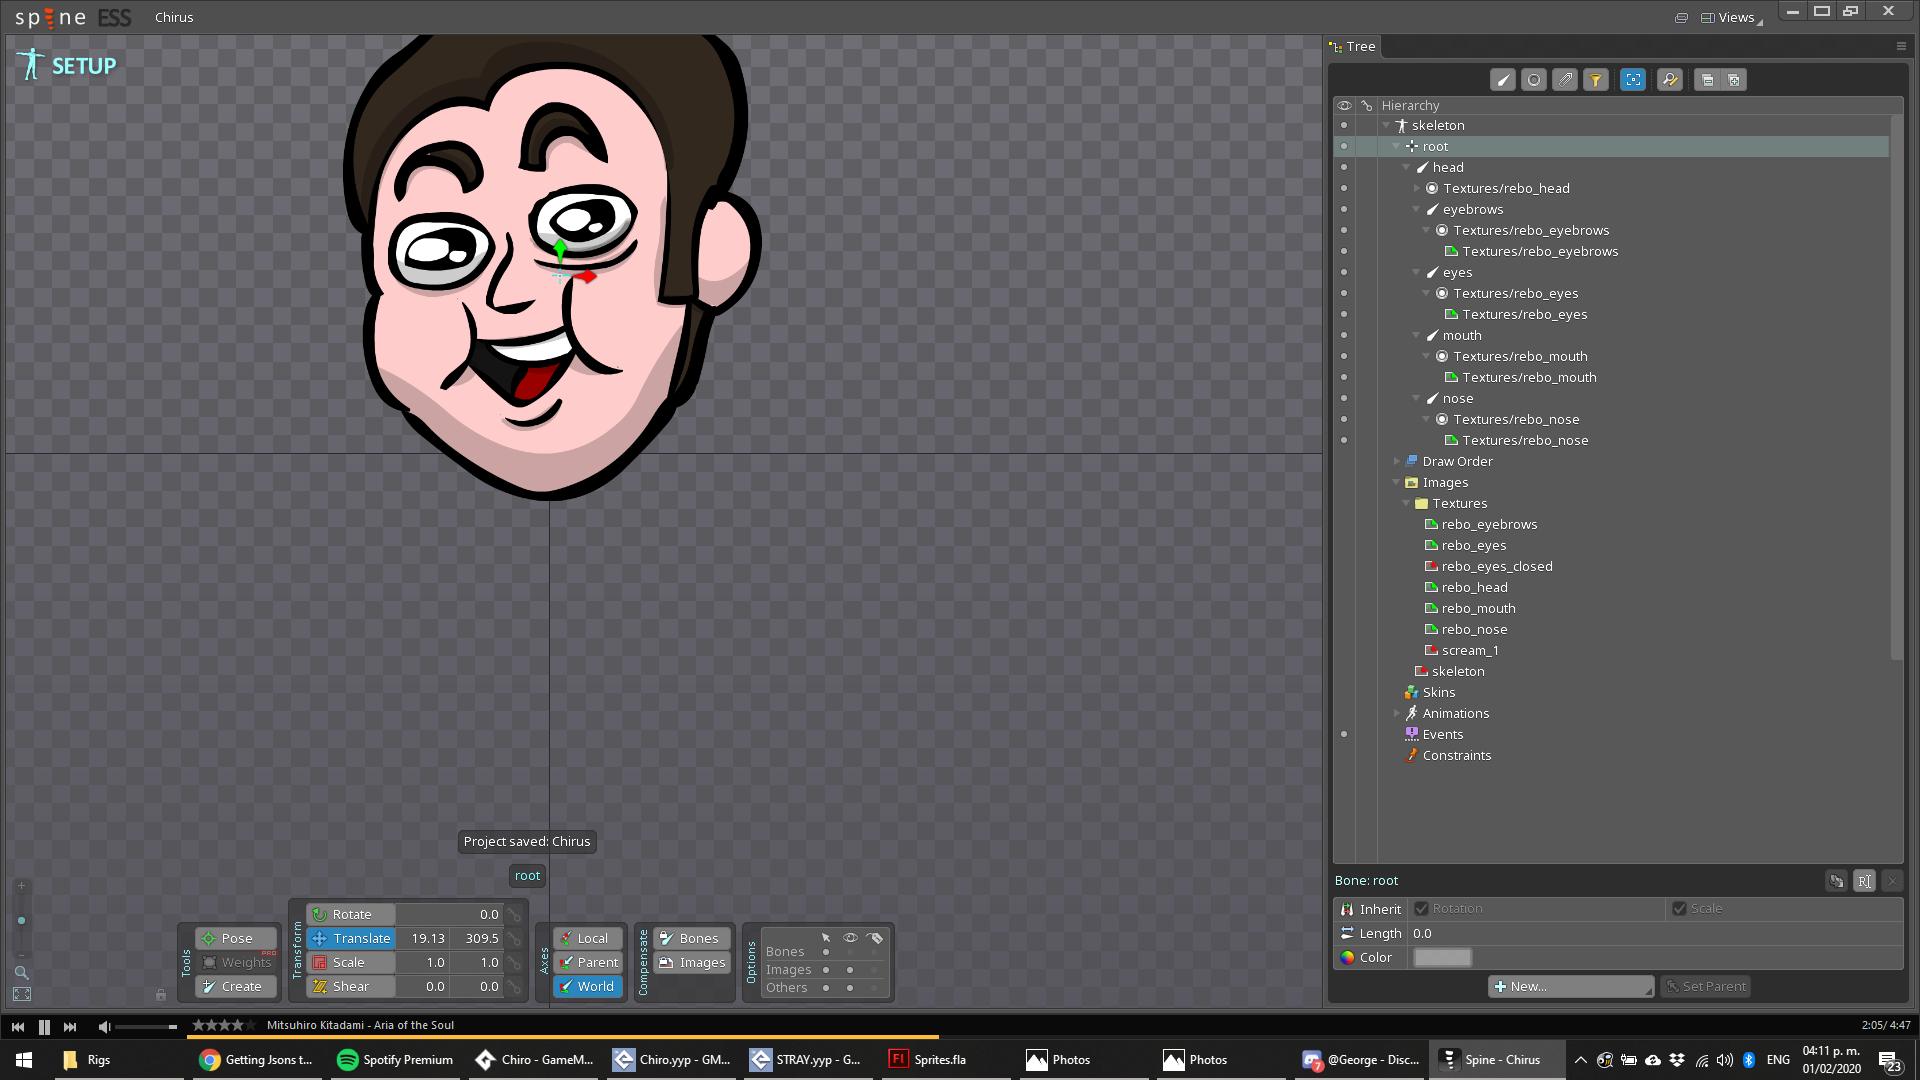 spine ESS Chirus Views
SETUP
Tree
Hierarchy
skeleton
root
head
Textures/rebo_head
eyebrows
Textures/rebo_eyebrows
Textures/rebo_eyebrows
eyes
Textures/rebo_eyes
Textures/rebo_eyes
mouth
Textures/rebo_mouth
Textures/rebo_mouth
nose
Textures/rebo_nose
Textures/rebo_nose
Draw Order
Images
Textures
rebo_eyebrows
rebo_eyes
rebo_eyes_closed
rebo_head
rebo_mouth
rebo_nose
scream_1
skeleton
Skins
Animations
Events
Constraints
Project saved: Chirus
root
Tools
Pose
Weights PRO
Create
Transform
Rotate 0.0
Translate 19.13 309.5
Scale 1.0 1.0
Shear 0.0 0.0
Axes
Local
Parent
World
Compensate
Bones
Images
Options
Bones
Images
Others
Bone: root
Inherit Rotation Scale
Length 0.0
Color
New... Set Parent
Mitsuhiro Kitadami - Aria of the Soul 2:05/ 4:47
Rigs
Getting Jsons t...
Spotify Premium
Chiro - GameM...
Chiro.yyp - GM...
STRAY.yyp - G...
Fl Sprites.fla
Photos
Photos
7 @George - Disc...
Spine - Chirus
ENG
04:11 p. m.
01/02/2020
23